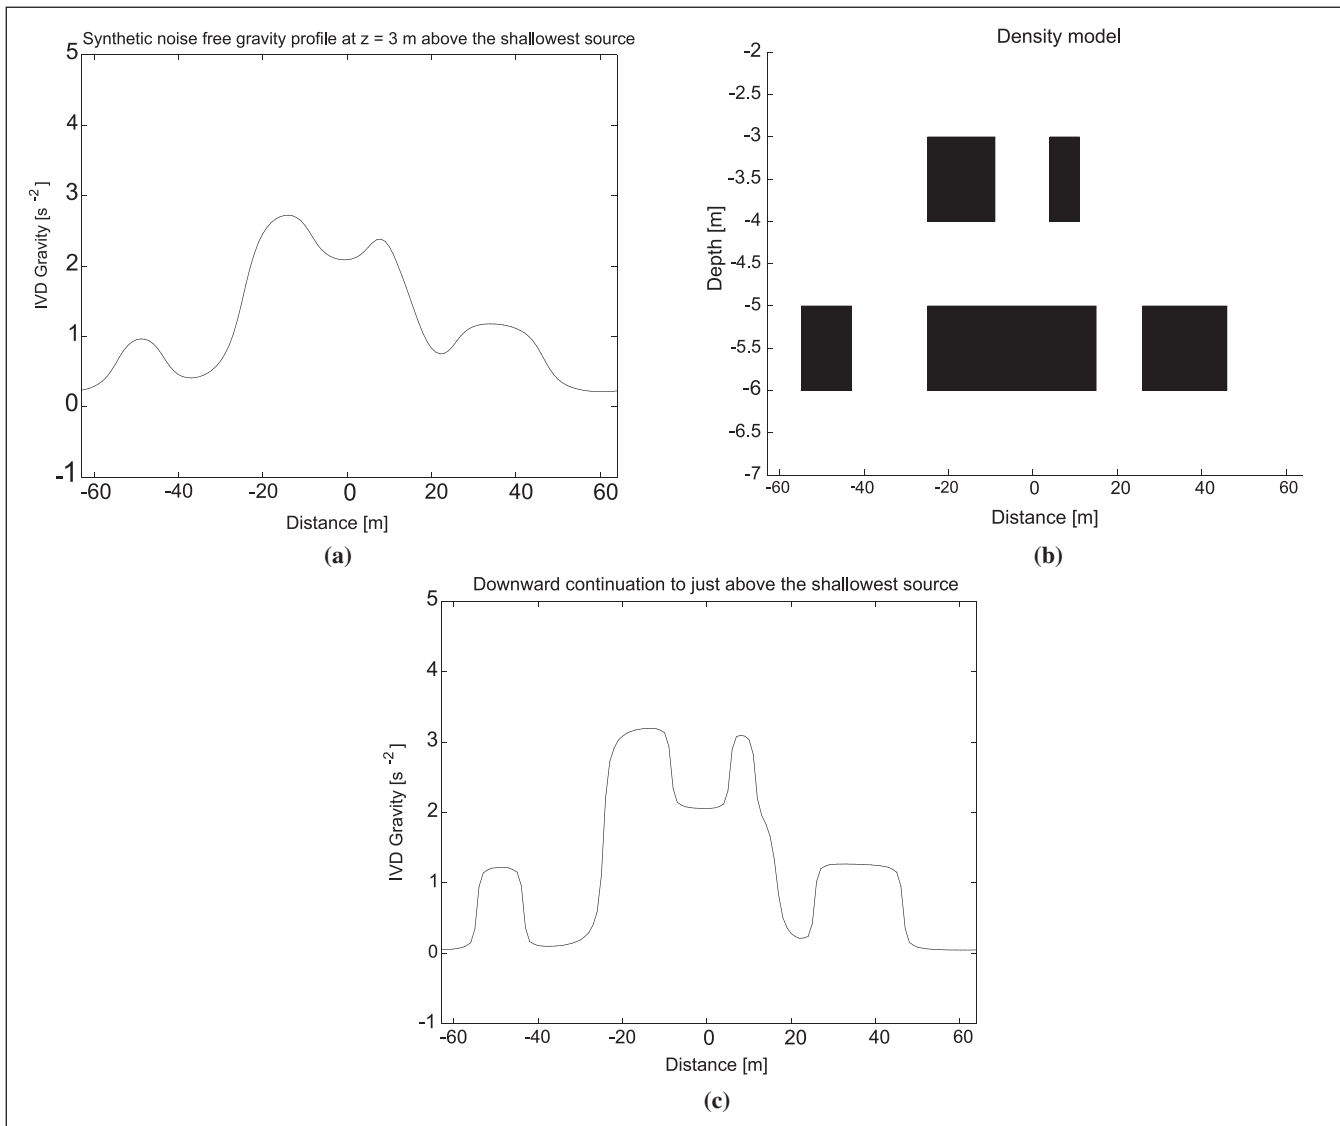 Synthetic noise free gravity profile at z = 3 m above the shallowest source
5
4
3
2
1
0
-1
IVD Gravity [s -2 ]
-60 -40 -20 0 20 40 60
Distance [m]
(a)
Density model
-2
-2.5
-3
-3.5
-4
-4.5
-5
-5.5
-6
-6.5
-7
Depth [m]
-60 -40 -20 0 20 40 60
Distance [m]
(b)
Downward continuation to just above the shallowest source
5
4
3
2
1
0
-1
IVD Gravity [s -2 ]
-60 -40 -20 0 20 40 60
Distance [m]
(c)